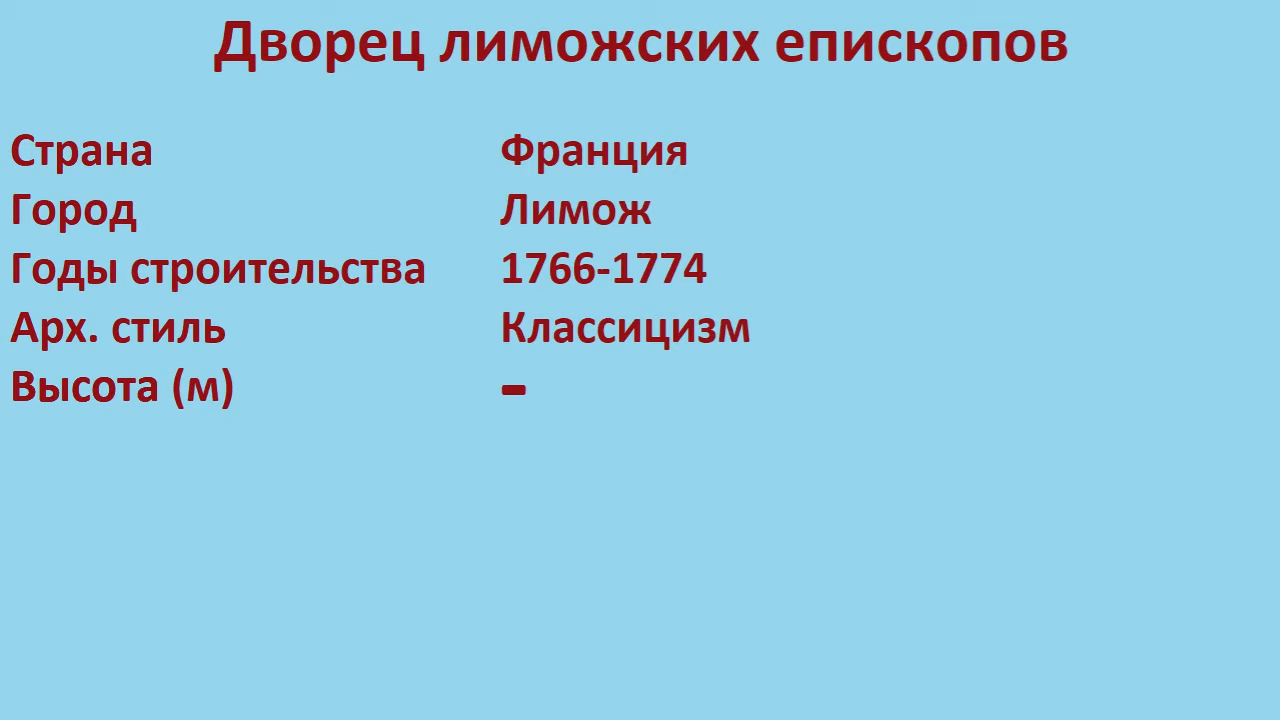 Дворец лиможских епископов
Страна Франция
Город Лимож
Годы строительства 1766-1774
Арх. стиль Классицизм
Высота (м) -